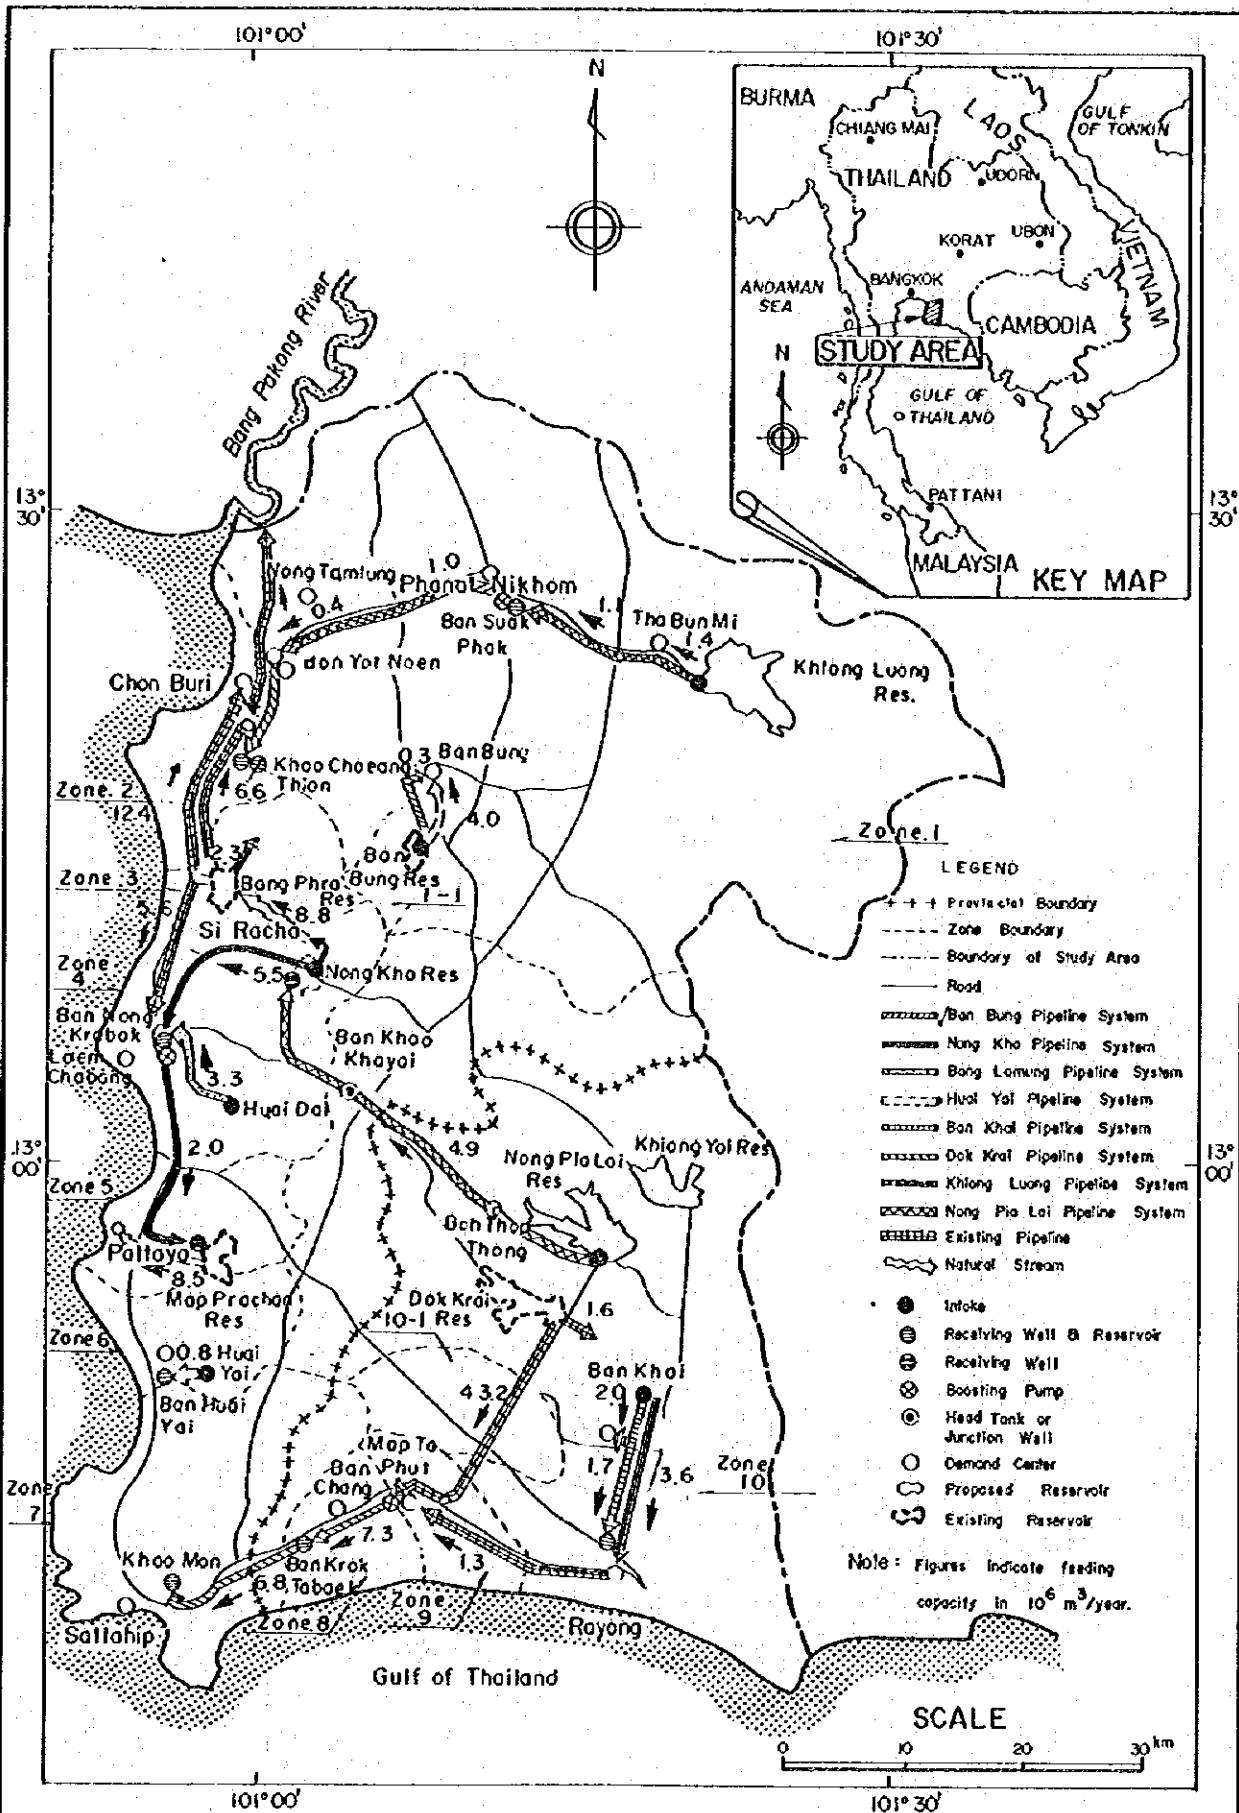 101°00'
101°30'
N
BURMA
CHIANG MAI
LAOS
GULF
OF TONKIN
THAILAND
UDORN
KORAT
UBON
VIETNAM
BANGKOK
ANDAMAN
SEA
CAMBODIA
STUDY AREA
N
GULF OF
THAILAND
PATTANI
MALAYSIA
KEY MAP
Bang Pakong River
13°
30'
13°
30'
Nong Tamlung
1.0
Phanat Nikhom
0.4
Ban Suak
Phak
1.1
Tha Bun Mi
1.4
Khlong Luang
Res.
don Yot Noen
Chon Buri
Khao Chaeang
Thion
0.3
Ban Bung
4.0
Zone 2
12.4
6.6
Ban
Bung Res
1-1
Zone 1
2.3
Zone 3
Bang Phra
Res
8.8
Si Racha
Zone
4
5.5
Nong Kho Res
Ban Nong
Krabok
Laem
Chabang
3.3
Huai Dai
Ban Khao
Khayai
4.9
2.0
Nong Pla Lai
Res
Khlong Yai Res
13°
00'
13°
00'
Zone 5
Pattaya
8.5
Map Prachan
Res
Thong
Dok Krai
10-1 Res
1.6
Zone 6
0.8 Huai
Yai
Ban Huai
Yai
Ban Khai
2.0
43.2
1.7
3.6
Zone
10
Map Ta
Phut
Ban
Chang
Zone
7
7.3
1.3
Khao Man
Ban Krok
Tabaek
6.8
Zone 8
Zone
9
Sattahip
Rayong
Gulf of Thailand
LEGEND
Provincial Boundary
Zone Boundary
Boundary of Study Area
Road
Ban Bung Pipeline System
Nong Kho Pipeline System
Bang Lamung Pipeline System
Huai Yai Pipeline System
Ban Khai Pipeline System
Dok Krai Pipeline System
Khlong Luang Pipeline System
Nong Pla Lai Pipeline System
Existing Pipeline
Natural Stream
Intake
Receiving Well & Reservoir
Receiving Well
Boosting Pump
Head Tank or
Junction Well
Demand Center
Proposed Reservoir
Existing Reservoir
Note : Figures indicate feeding
capacity in 10⁶ m³/year.
SCALE
0 10 20 30 km
101°00'
101°30'